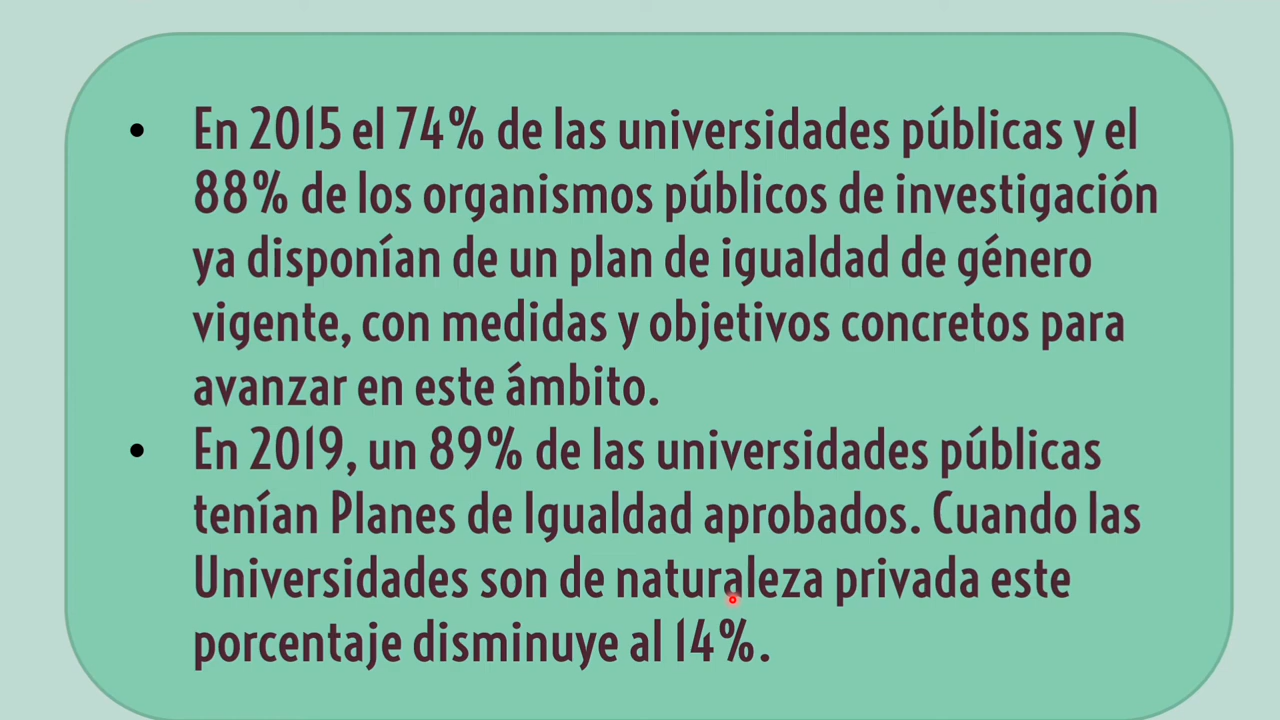 • En 2015 el 74% de las universidades públicas y el
88% de los organismos públicos de investigación
ya disponían de un plan de igualdad de género
vigente, con medidas y objetivos concretos para
avanzar en este ámbito.
• En 2019, un 89% de las universidades públicas
tenían Planes de Igualdad aprobados. Cuando las
Universidades son de naturaleza privada este
porcentaje disminuye al 14%.